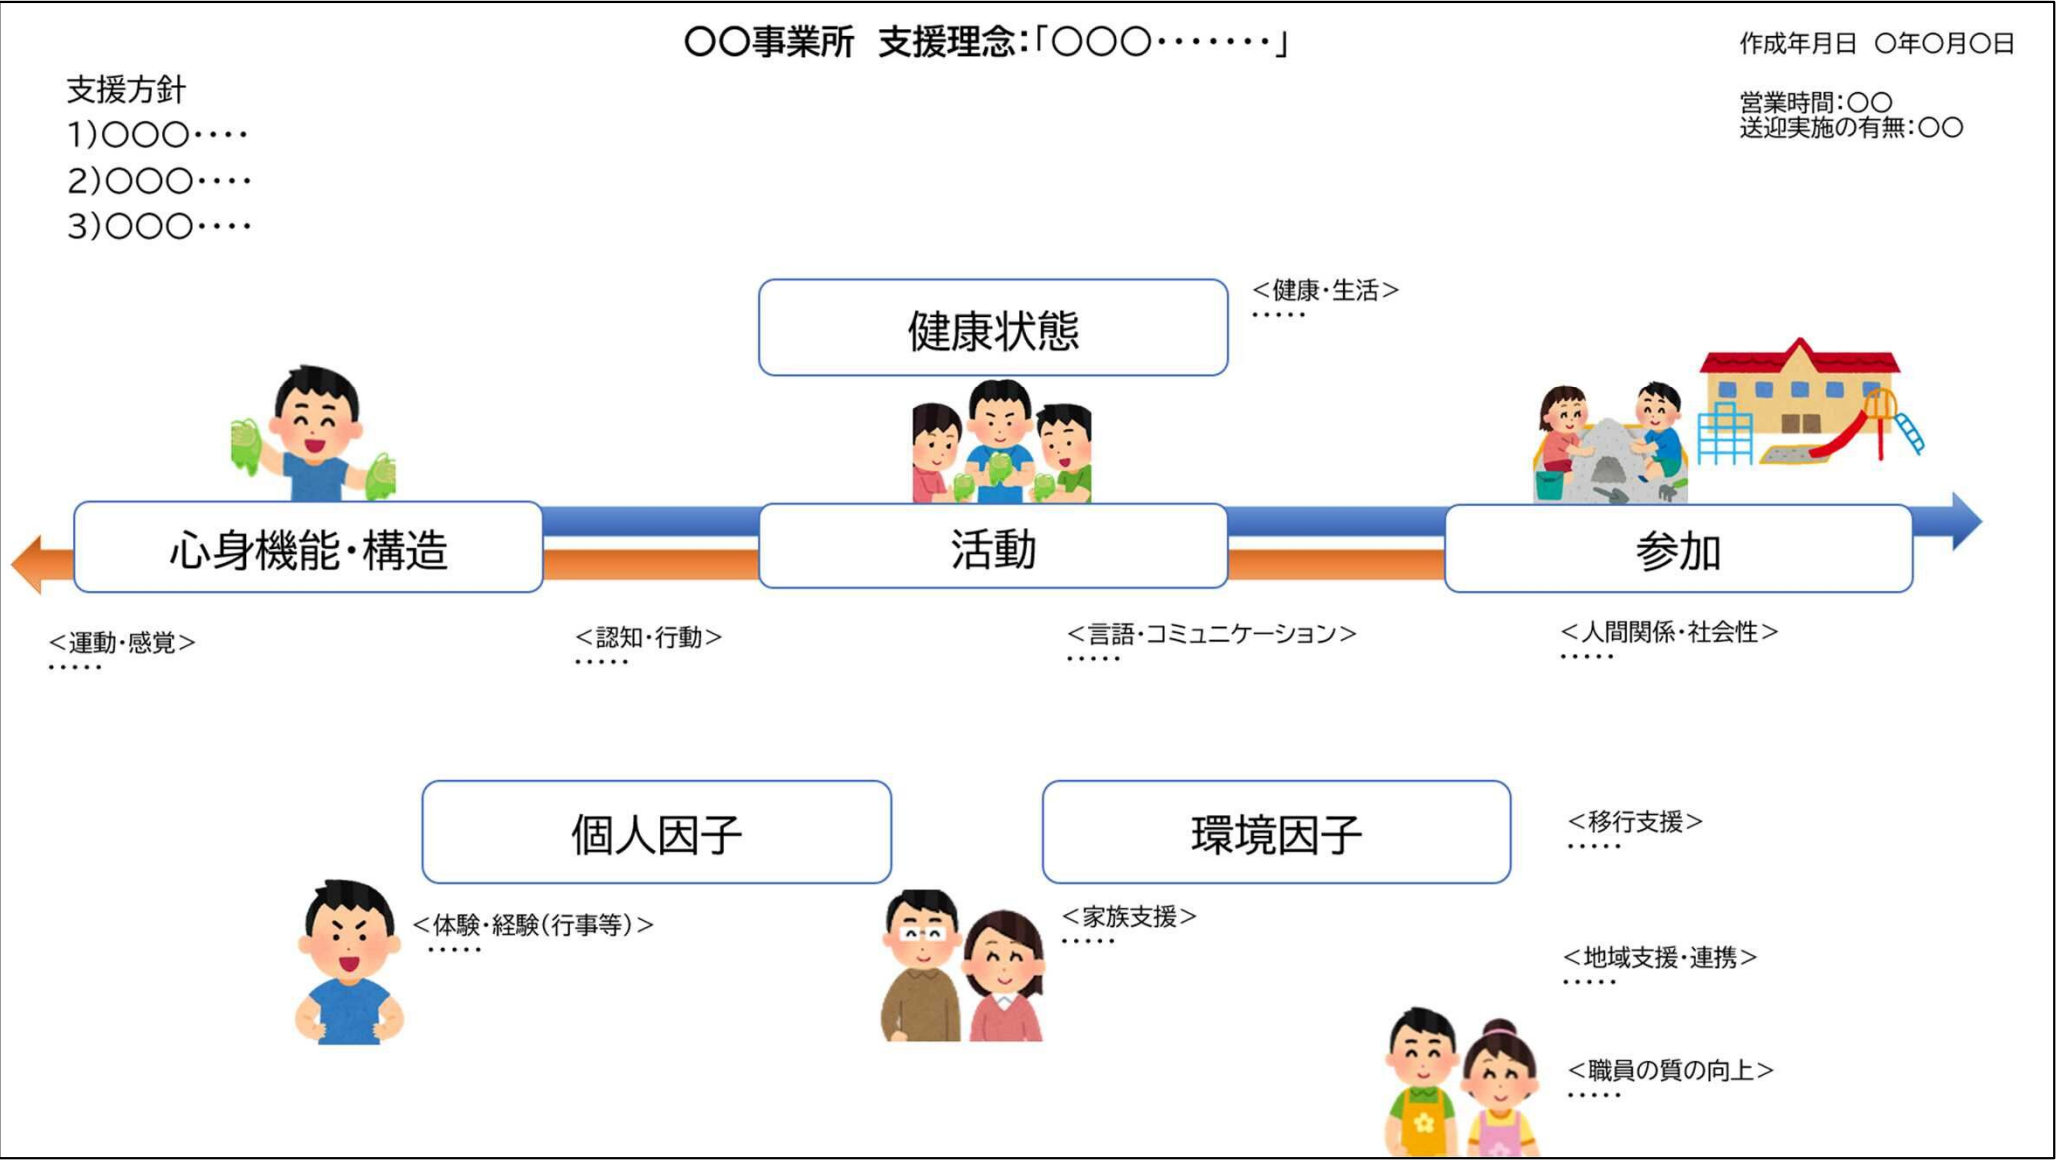 〇〇事業所　支援理念：「〇〇〇・・・・・・・」
作成年月日　〇年〇月〇日
営業時間：〇〇
送迎実施の有無：〇〇
支援方針
1）〇〇〇・・・・
2）〇〇〇・・・・
3）〇〇〇・・・・
健康状態
＜健康・生活＞
・・・・・
心身機能・構造
活動
参加
＜運動・感覚＞
・・・・・
＜認知・行動＞
・・・・・
＜言語・コミュニケーション＞
・・・・・
＜人間関係・社会性＞
・・・・・
個人因子
環境因子
＜移行支援＞
・・・・・
＜体験・経験（行事等）＞
・・・・・
＜家族支援＞
・・・・・
＜地域支援・連携＞
・・・・・
＜職員の質の向上＞
・・・・・